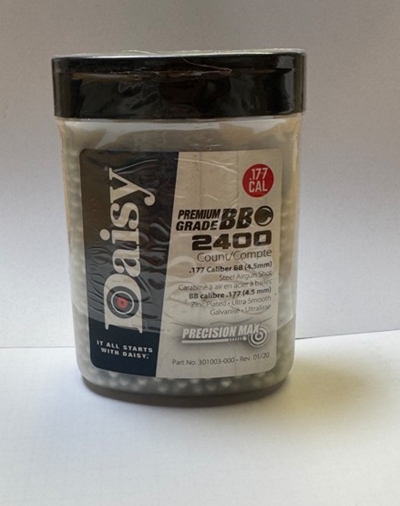 Daisy
IT ALL STARTS
WITH DAISY.
.177
CAL
PREMIUM
GRADE BB
2400
Count/Compte
.177 Caliber BB (4.5mm)
Steel Airgun Shot
Carabine à air en acier à balles
BB calibre .177 (4.5 mm)
Zinc Plated - Ultra Smooth
Galvanisé - Ultralisse
PRECISION MAX
SERIES
Part No. 301003-000 - Rev. 01/20